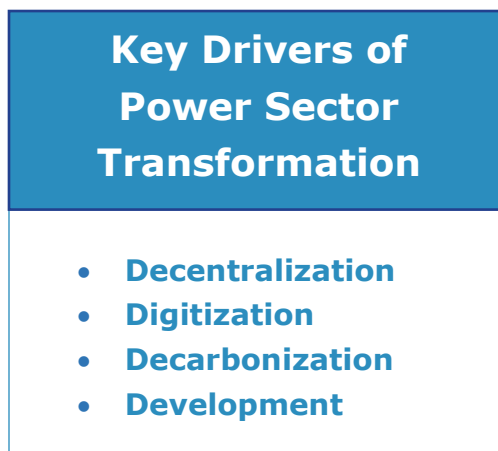 Key Drivers of
Power Sector
Transformation
• Decentralization
• Digitization
• Decarbonization
• Development